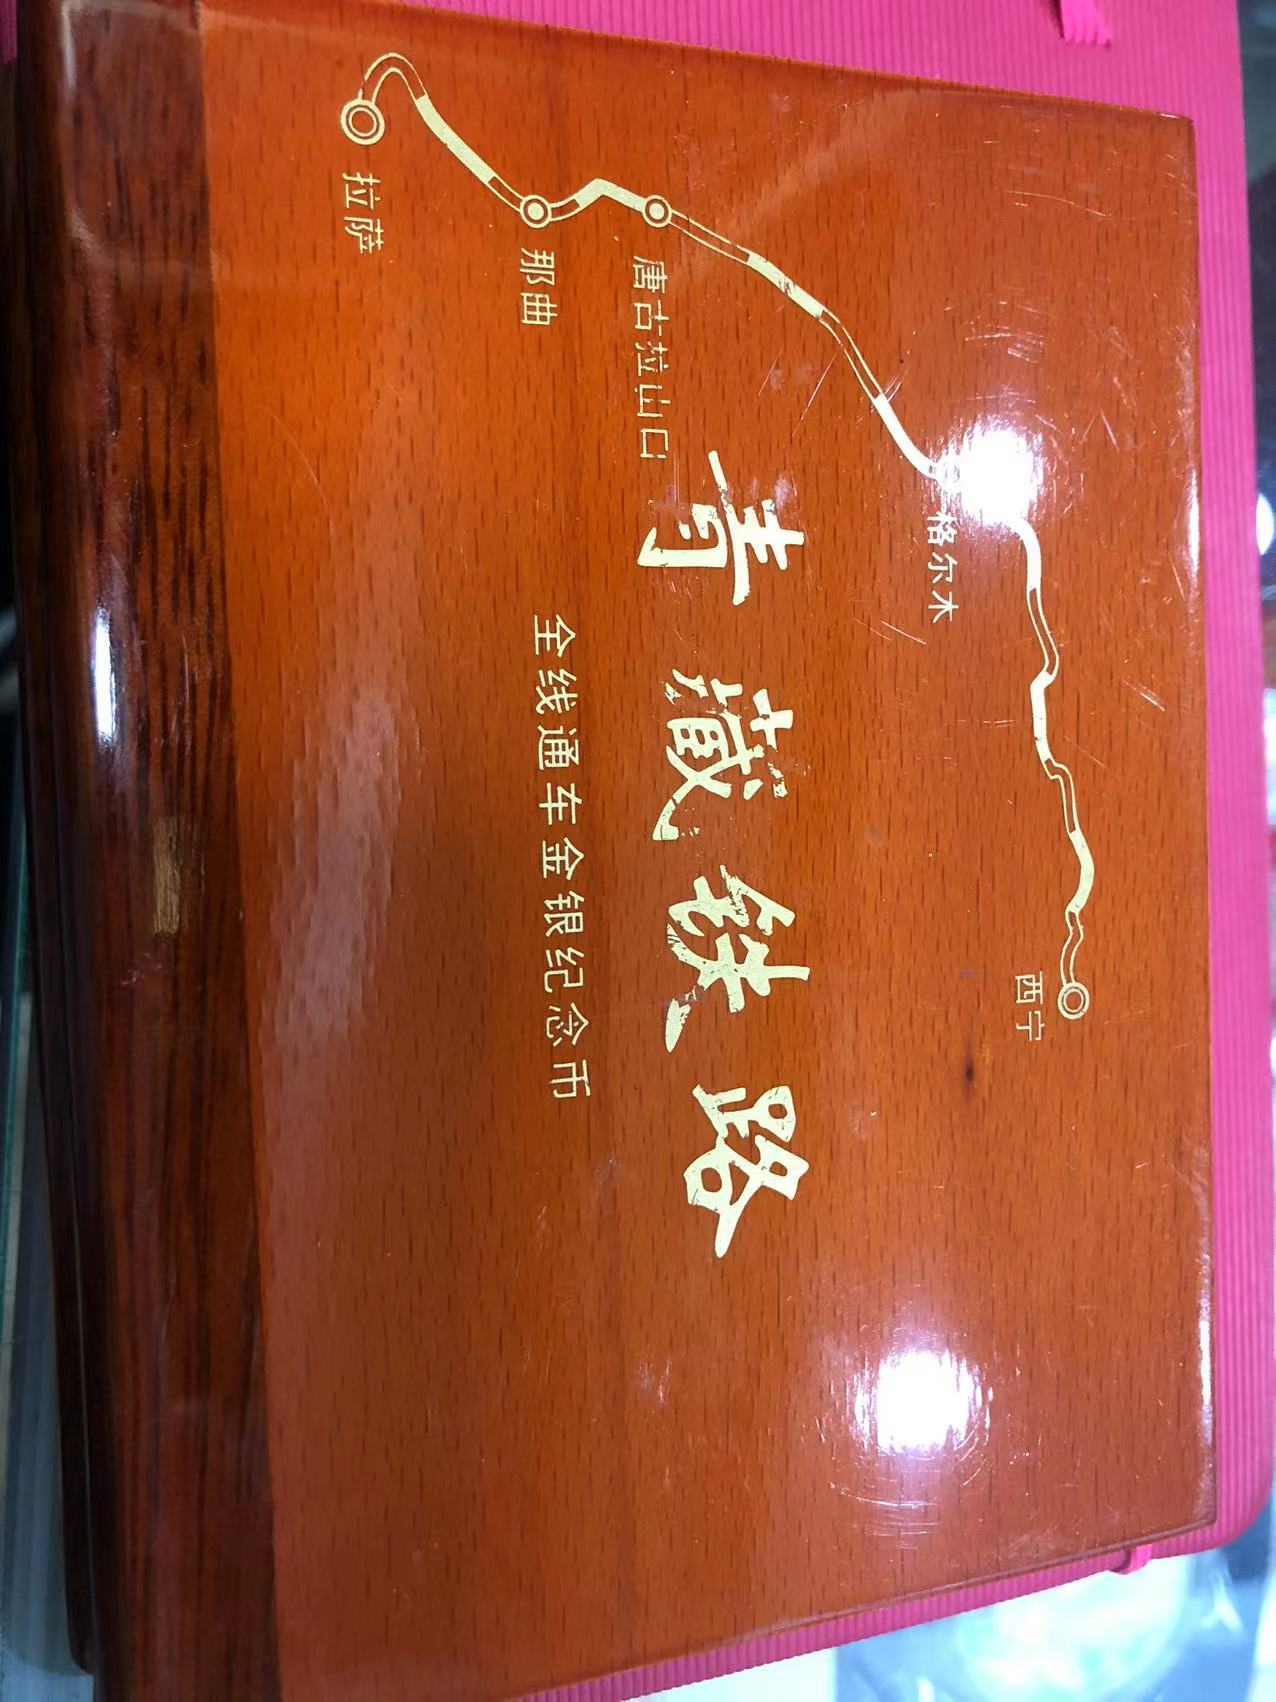 西宁
格尔木
唐古拉山口
那曲
拉萨
青藏铁路
全线通车金银纪念币